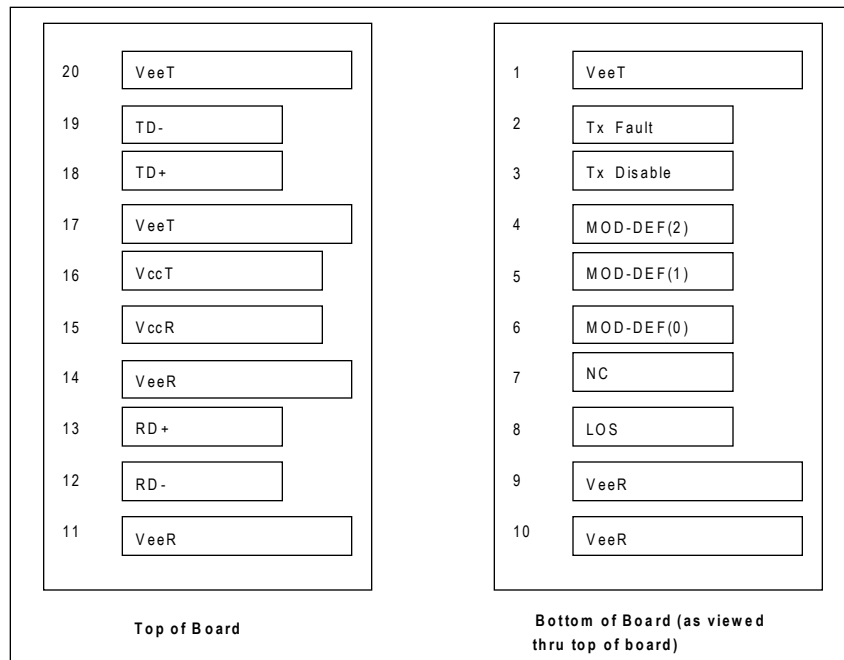 20 VeeT
19 TD-
18 TD+
17 VeeT
16 VccT
15 VccR
14 VeeR
13 RD+
12 RD-
11 VeeR
Top of Board
1 VeeT
2 Tx Fault
3 Tx Disable
4 MOD-DEF(2)
5 MOD-DEF(1)
6 MOD-DEF(0)
7 NC
8 LOS
9 VeeR
10 VeeR
Bottom of Board (as viewed
thru top of board)